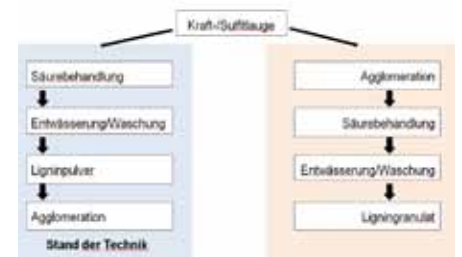 Kraft-/Sulfitlauge
Säurebehandlung
Entwässerung/Waschung
Ligninpulver
Agglomeration
Stand der Technik
Agglomeration
Säurebehandlung
Entwässerung/Waschung
Ligningranulat